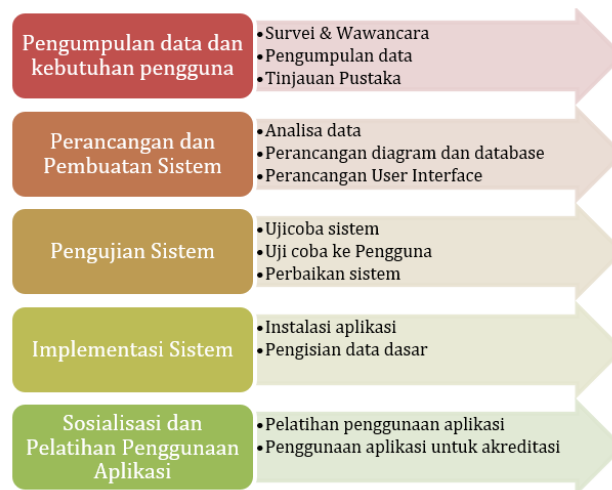 Pengumpulan data dan
kebutuhan pengguna
•Survei & Wawancara
•Pengumpulan data
•Tinjauan Pustaka
Perancangan dan
Pembuatan Sistem
•Analisa data
•Perancangan diagram dan database
•Perancangan User Interface
Pengujian Sistem
•Ujicoba sistem
•Uji coba ke Pengguna
•Perbaikan sistem
Implementasi Sistem
•Instalasi aplikasi
•Pengisian data dasar
Sosialisasi dan
Pelatihan Penggunaan
Aplikasi
•Pelatihan penggunaan aplikasi
•Penggunaan aplikasi untuk akreditasi